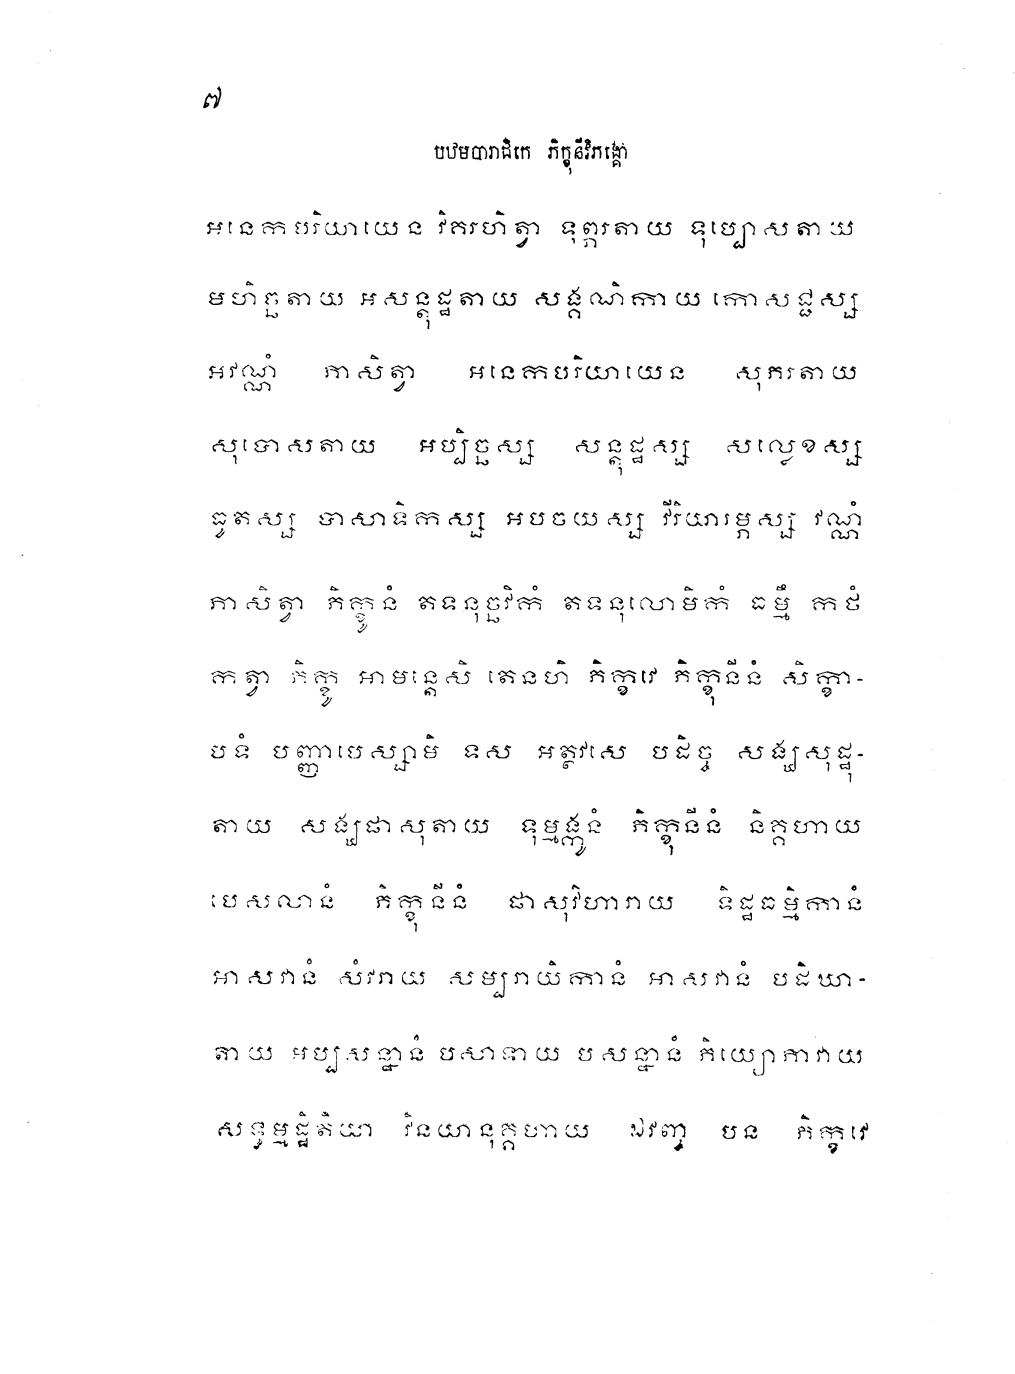 ៧
បឋមបារាជិកេ ភិក្ខុនីវិភង្គោ
អនេកបរិយាយេន វិគរហិត្វា ទុព្ភរតាយ ទុប្បោសតាយ
មហិច្ឆតាយ អសន្តុដ្ឋតាយ សង្គណិកាយ កោសជ្ជស្ស
អវណ្ណំ ភាសិត្វា អនេកបរិយាយេន សុភរតាយ
សុបោសតាយ អប្បិច្ឆស្ស សន្តុដ្ឋស្ស សល្លេខស្ស
ធូតស្ស បាសាទិកស្ស អបចយស្ស វីរិយារម្ភស្ស វណ្ណំ
ភាសិត្វា ភិក្ខូនំ តទនុច្ឆវិកំ តទនុលោមិកំ ធម្មឹ កថំ
កត្វា ភិក្ខូ អាមន្តេសិ តេនហិ ភិក្ខវេ ភិក្ខុនីនំ សិក្ខា-
បទំ បញ្ញាបេស្សាមិ ទស អត្ថវសេ បដិច្ច សង្ឃសុដ្ឋុ-
តាយ សង្ឃផាសុតាយ ទុម្មង្កូនំ ភិក្ខុនីនំ និគ្គហាយ
បេសលានំ ភិក្ខុនីនំ ផាសុវិហារាយ ទិដ្ឋធម្មិកានំ
អាសវានំ សំវរាយ សម្បរាយិកានំ អាសវានំ បដិឃា-
តាយ អប្បសន្នានំ បសាទាយ បសន្នានំ ភិយ្យោភាវាយ
សទ្ធម្មដ្ឋិតិយា វិនយានុគ្គហាយ ឯវញ្ច បន ភិក្ខវេ